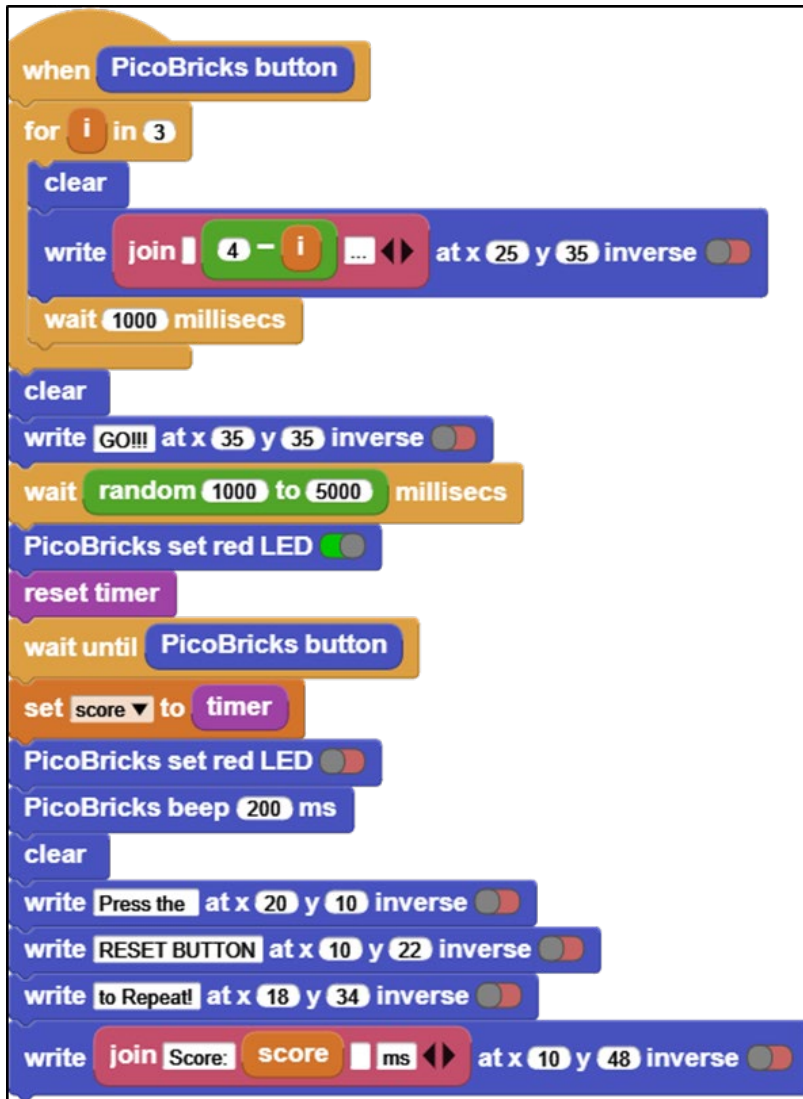 when PicoBricks button
for i in 3
clear
write join 4 − i ... at x 25 y 35 inverse
wait 1000 millisecs
clear
write GO!!! at x 35 y 35 inverse
wait random 1000 to 5000 millisecs
PicoBricks set red LED
reset timer
wait until PicoBricks button
set score to timer
PicoBricks set red LED
PicoBricks beep 200 ms
clear
write Press the at x 20 y 10 inverse
write RESET BUTTON at x 10 y 22 inverse
write to Repeat! at x 18 y 34 inverse
write join Score: score ms at x 10 y 48 inverse